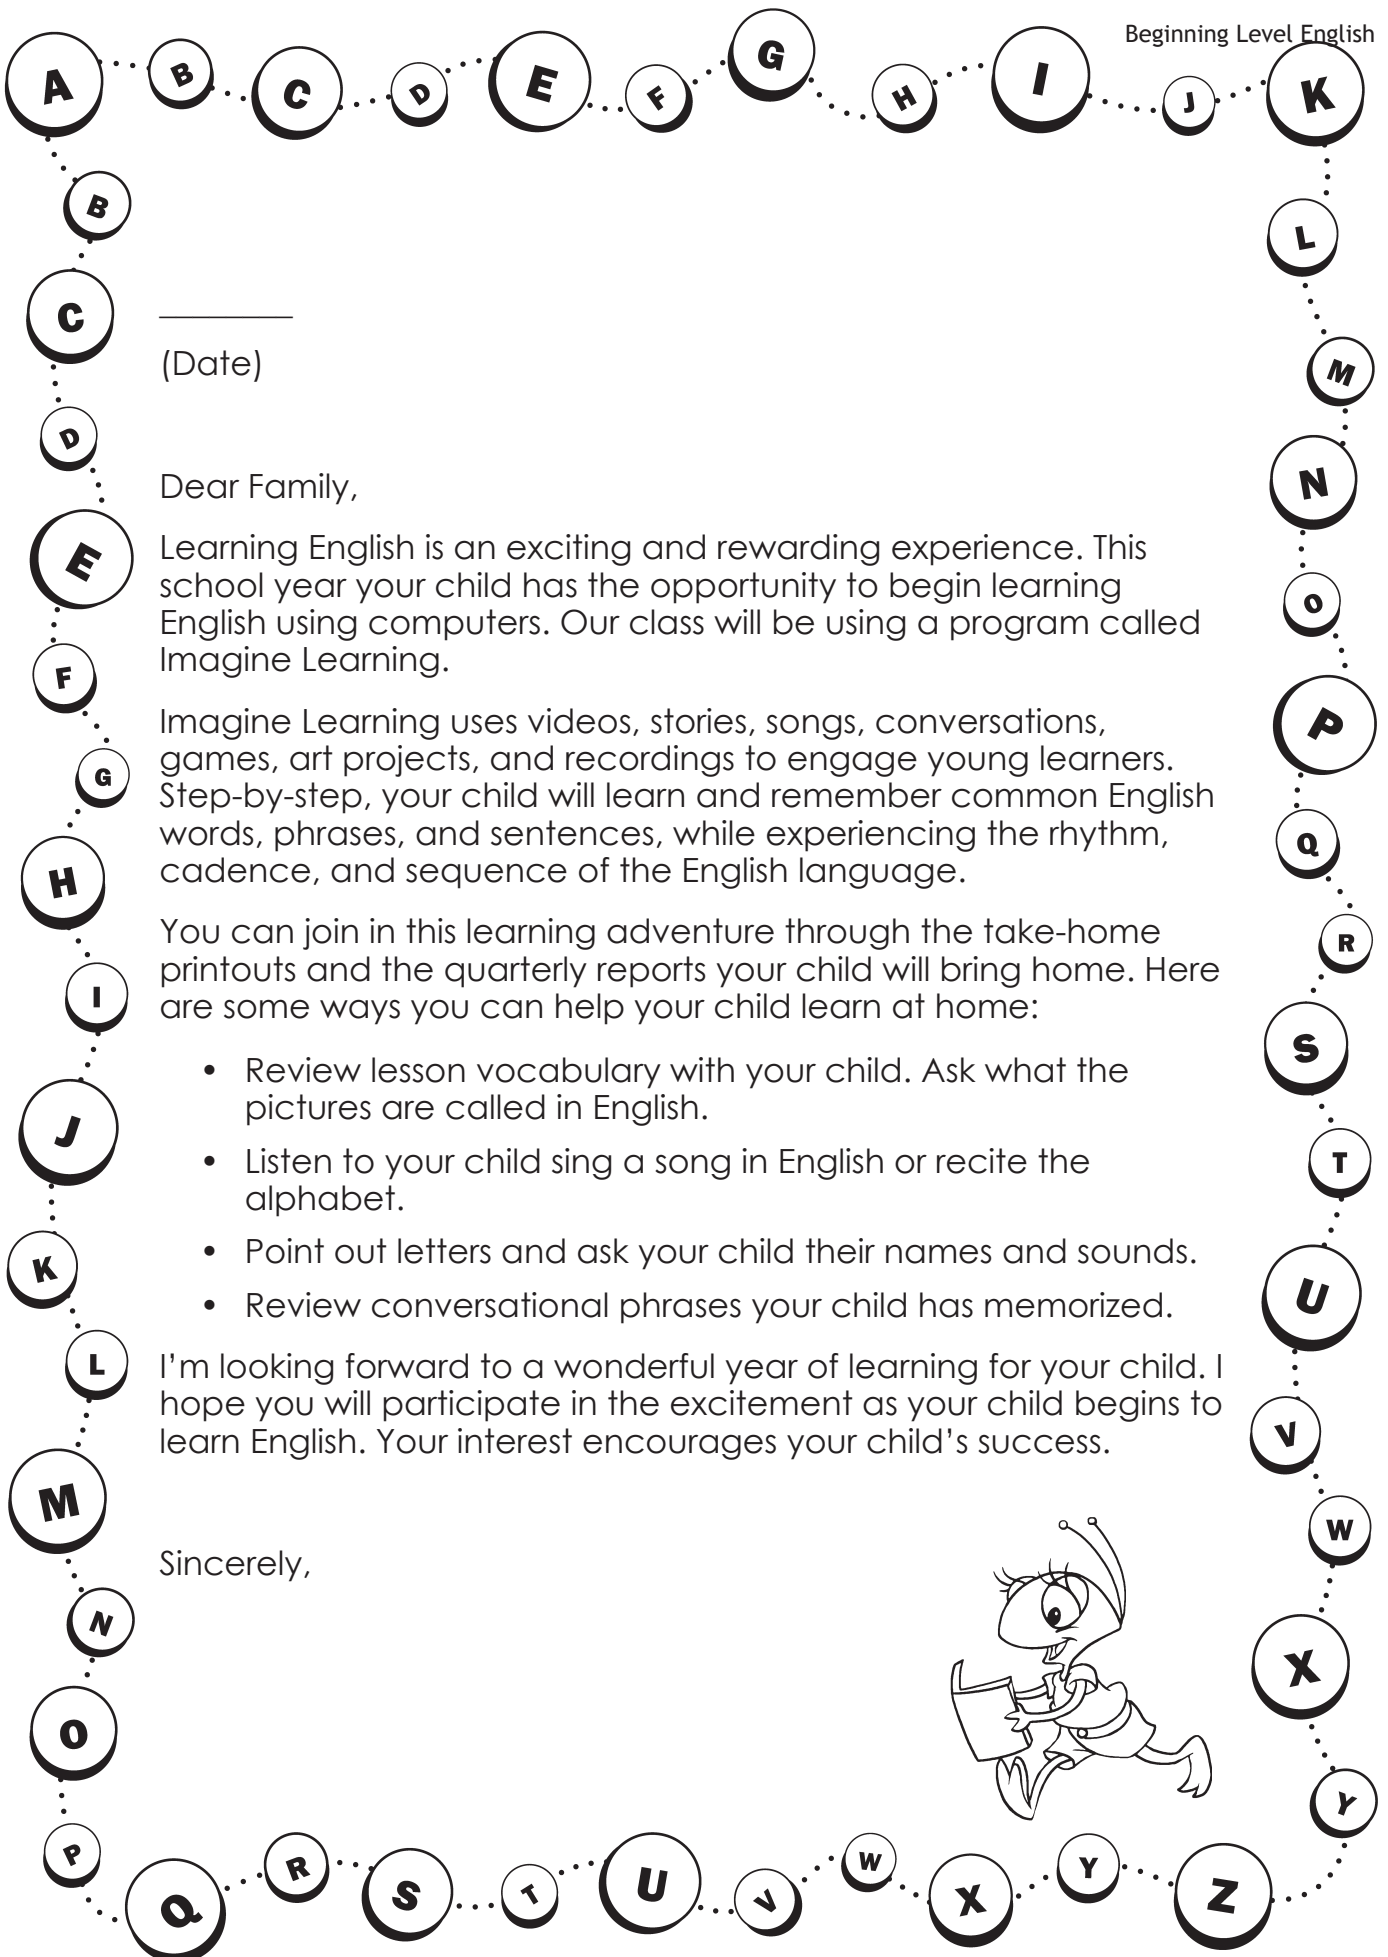 Beginning Level English
A B C D E F G H I J K
B
C
D
E
F
G
H
I
J
K
L
M
N
O
P
Q R S T U V W X Y Z
L
M
N
O
P
Q
R
S
T
U
V
W
X
Y
________
(Date)
Dear Family,
Learning English is an exciting and rewarding experience. This
school year your child has the opportunity to begin learning
English using computers. Our class will be using a program called
Imagine Learning.
Imagine Learning uses videos, stories, songs, conversations,
games, art projects, and recordings to engage young learners.
Step-by-step, your child will learn and remember common English
words, phrases, and sentences, while experiencing the rhythm,
cadence, and sequence of the English language.
You can join in this learning adventure through the take-home
printouts and the quarterly reports your child will bring home. Here
are some ways you can help your child learn at home:
• Review lesson vocabulary with your child. Ask what the
pictures are called in English.
• Listen to your child sing a song in English or recite the
alphabet.
• Point out letters and ask your child their names and sounds.
• Review conversational phrases your child has memorized.
I'm looking forward to a wonderful year of learning for your child. I
hope you will participate in the excitement as your child begins to
learn English. Your interest encourages your child's success.
Sincerely,